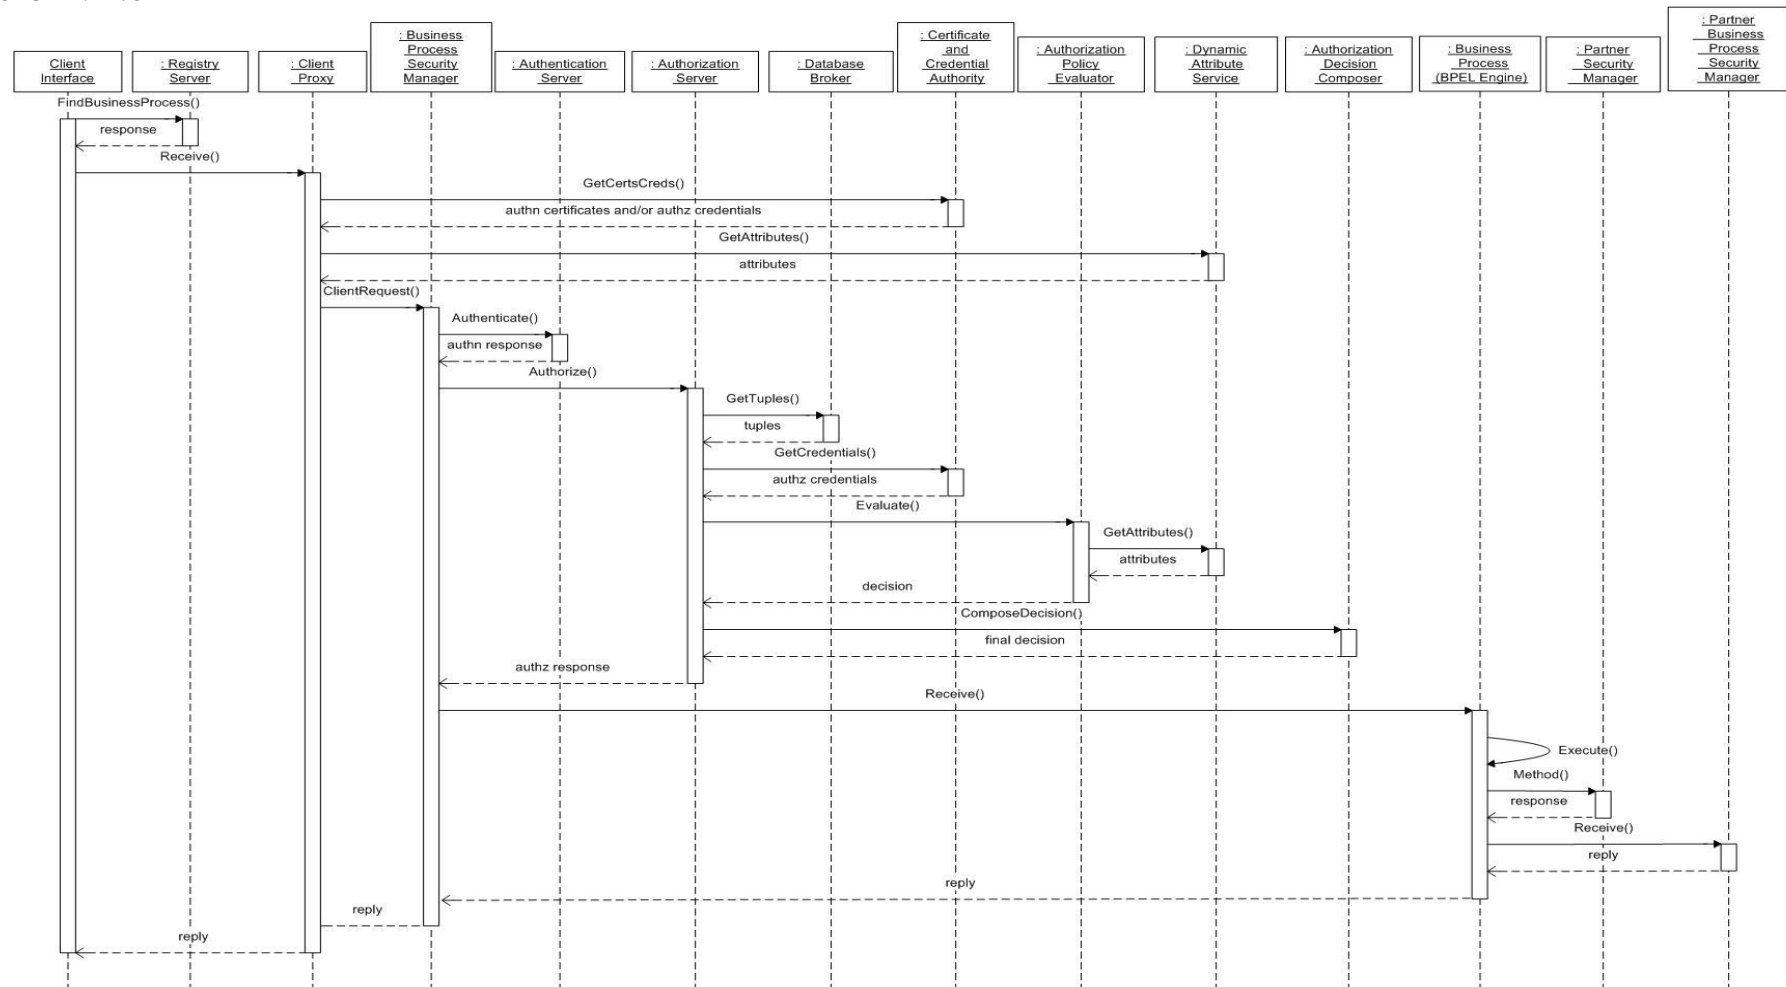 Client
Interface
: Registry
Server
: Client
Proxy
: Business
Process
Security
Manager
: Authentication
Server
: Authorization
Server
: Database
Broker
: Certificate
and
Credential
Authority
: Authorization
Policy
Evaluator
: Dynamic
Attribute
Service
: Authorization
Decision
Composer
: Business
Process
(BPEL Engine)
: Partner
Security
Manager
: Partner
Business
Process
Security
Manager
FindBusinessProcess()
response
Receive()
GetCertsCreds()
authn certificates and/or authz credentials
GetAttributes()
attributes
ClientRequest()
Authenticate()
authn response
Authorize()
GetTuples()
tuples
GetCredentials()
authz credentials
Evaluate()
GetAttributes()
attributes
decision
ComposeDecision()
final decision
authz response
Receive()
Execute()
Method()
response
Receive()
reply
reply
reply
reply